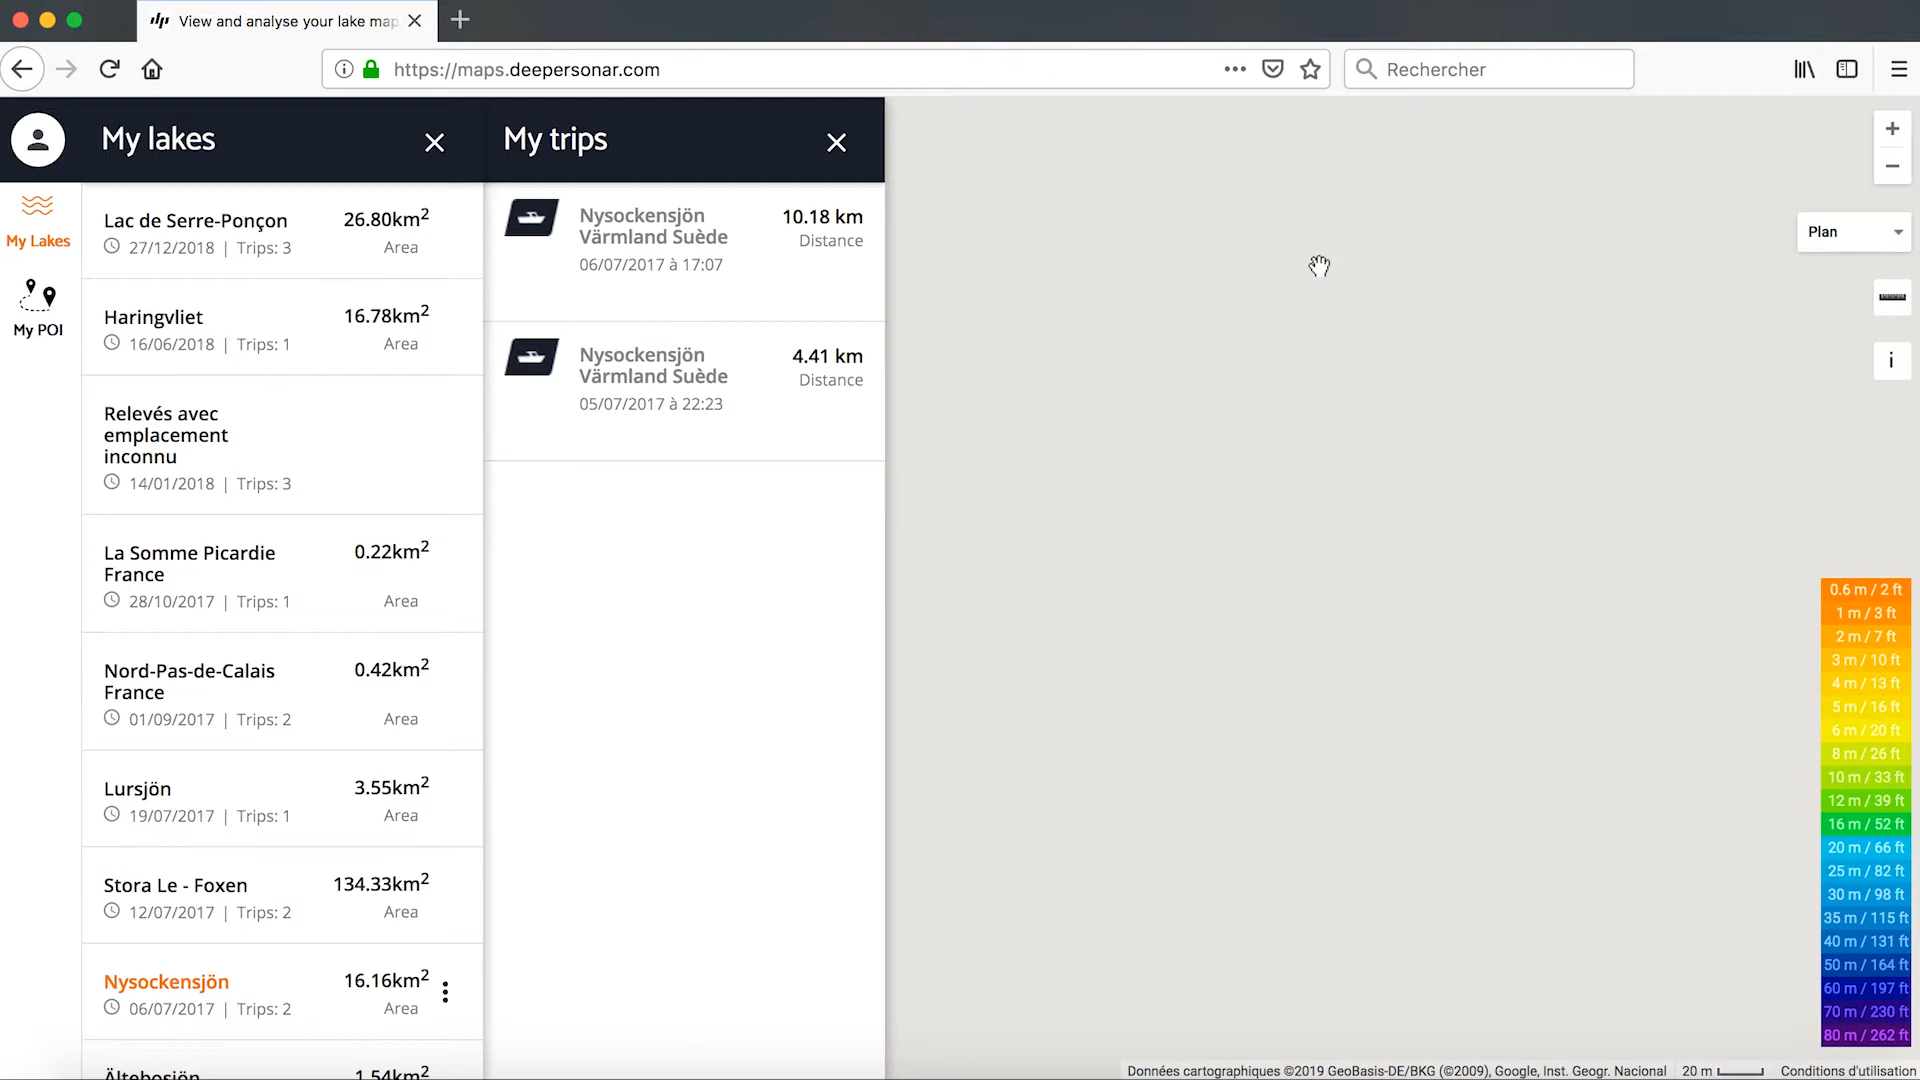 View and analyse your lake map
https://maps.deepersonar.com
Rechercher
My lakes
My trips
My Lakes
My POI
Lac de Serre-Ponçon
26.80km2
27/12/2018 | Trips: 3
Area
Haringvliet
16.78km2
16/06/2018 | Trips: 1
Area
Relevés avec
emplacement
inconnu
14/01/2018 | Trips: 3
La Somme Picardie
France
0.22km2
28/10/2017 | Trips: 1
Area
Nord-Pas-de-Calais
France
0.42km2
01/09/2017 | Trips: 2
Area
Lursjön
3.55km2
19/07/2017 | Trips: 1
Area
Stora Le - Foxen
134.33km2
12/07/2017 | Trips: 2
Area
Nysockensjön
16.16km2
06/07/2017 | Trips: 2
Area
Ältebosjön
1.54km2
Nysockensjön
Värmland Suède
10.18 km
Distance
06/07/2017 à 17:07
Nysockensjön
Värmland Suède
4.41 km
Distance
05/07/2017 à 22:23
Plan
i
0.6 m / 2 ft
1 m / 3 ft
2 m / 7 ft
3 m / 10 ft
4 m / 13 ft
5 m / 16 ft
6 m / 20 ft
8 m / 26 ft
10 m / 33 ft
12 m / 39 ft
16 m / 52 ft
20 m / 66 ft
25 m / 82 ft
30 m / 98 ft
35 m / 115 ft
40 m / 131 ft
50 m / 164 ft
60 m / 197 ft
70 m / 230 ft
80 m / 262 ft
Données cartographiques ©2019 GeoBasis-DE/BKG (©2009), Google, Inst. Geogr. Nacional 20 m Conditions d'utilisation